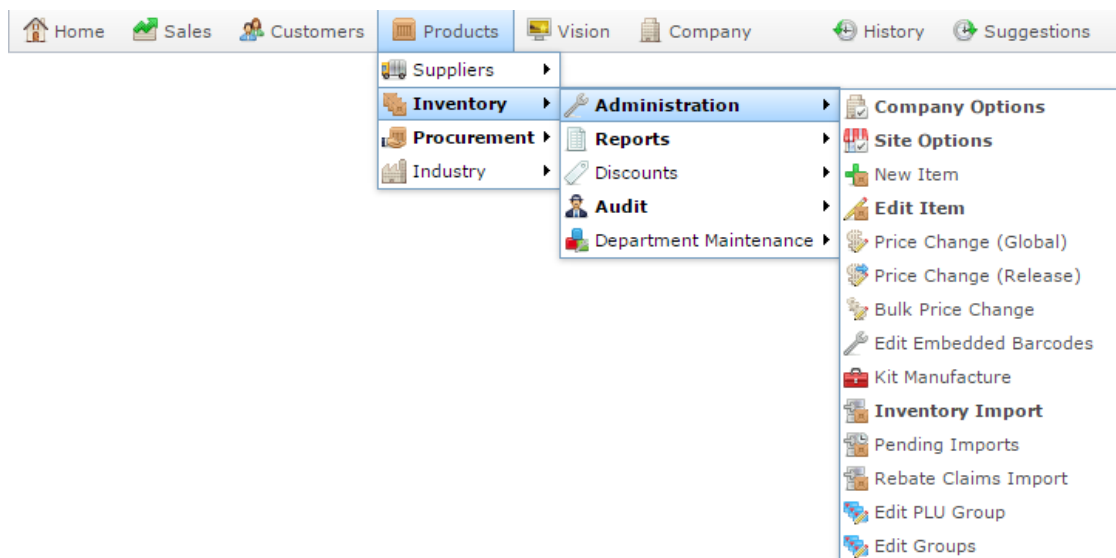 Home Sales Customers Products Vision Company History Suggestions
Suppliers
Inventory
Procurement
Industry
Administration
Reports
Discounts
Audit
Department Maintenance
Company Options
Site Options
New Item
Edit Item
Price Change (Global)
Price Change (Release)
Bulk Price Change
Edit Embedded Barcodes
Kit Manufacture
Inventory Import
Pending Imports
Rebate Claims Import
Edit PLU Group
Edit Groups